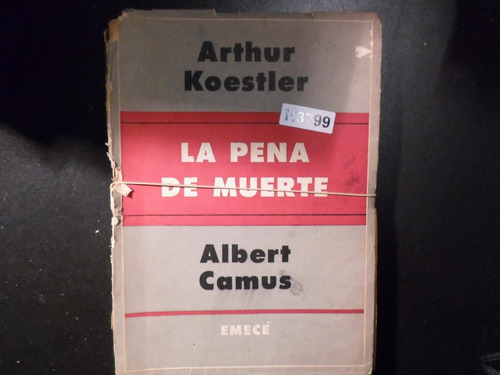 Arthur
Koestler
LA PENA
DE MUERTE
Albert
Camus
EMECÉ